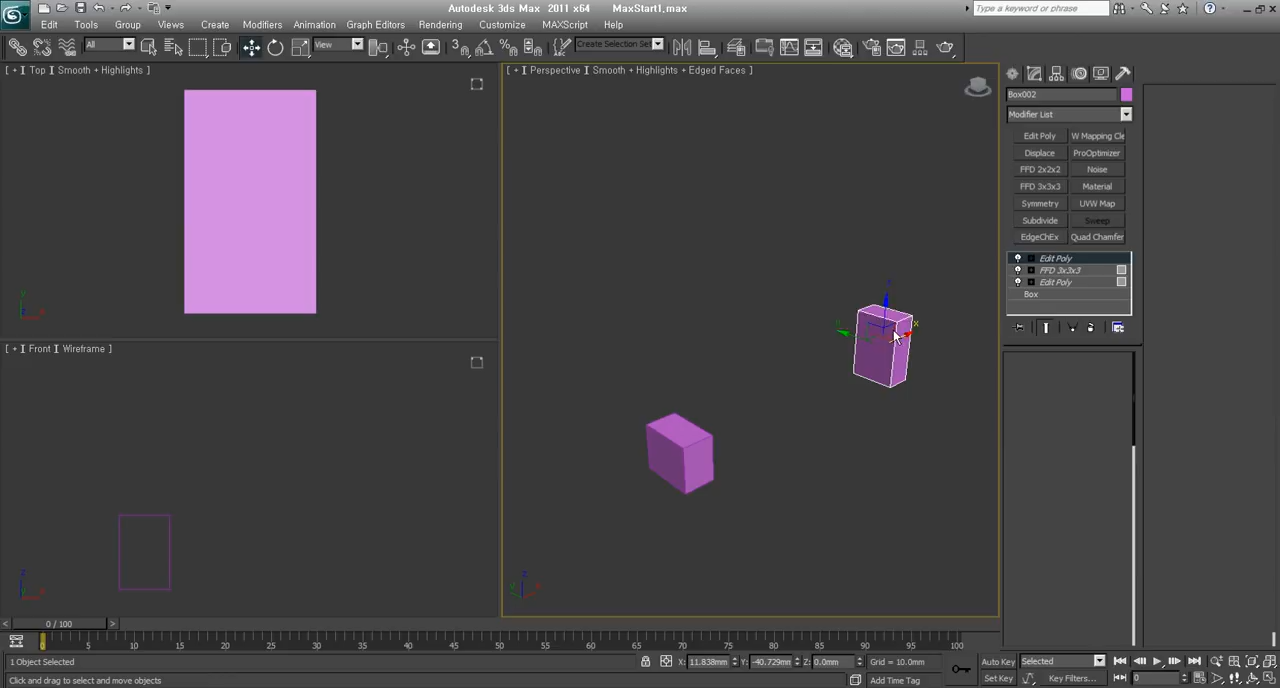 Autodesk 3ds Max 2011 x64 MaxStart1.max
Type a keyword or phrase
Edit Tools Group Views Create Modifiers Animation Graph Editors Rendering Customize MAXScript Help
All View Create Selection Se
[ + ] Top ] Smooth + Highlights ]
[ + ] Perspective ] Smooth + Highlights + Edged Faces ]
Box002
Modifier List
Edit Poly W Mapping Cle
Displace ProOptimizer
FFD 2x2x2 Noise
FFD 3x3x3 Material
Symmetry UVW Map
Subdivide Sweep
EdgeChEx Quad Chamfer
Edit Poly
FFD 3x3x3
Edit Poly
Box
[ + ] Front ] Wireframe ]
0 / 100
0 5 10 15 20 25 30 35 40 45 50 55 60 65 70 75 80 85 90 95 100
1 Object Selected X: 11.838mm Y: -40.729mm Z: 0.0mm Grid = 10.0mm Auto Key Selected
Click and drag to select and move objects Add Time Tag Set Key Key Filters... 0